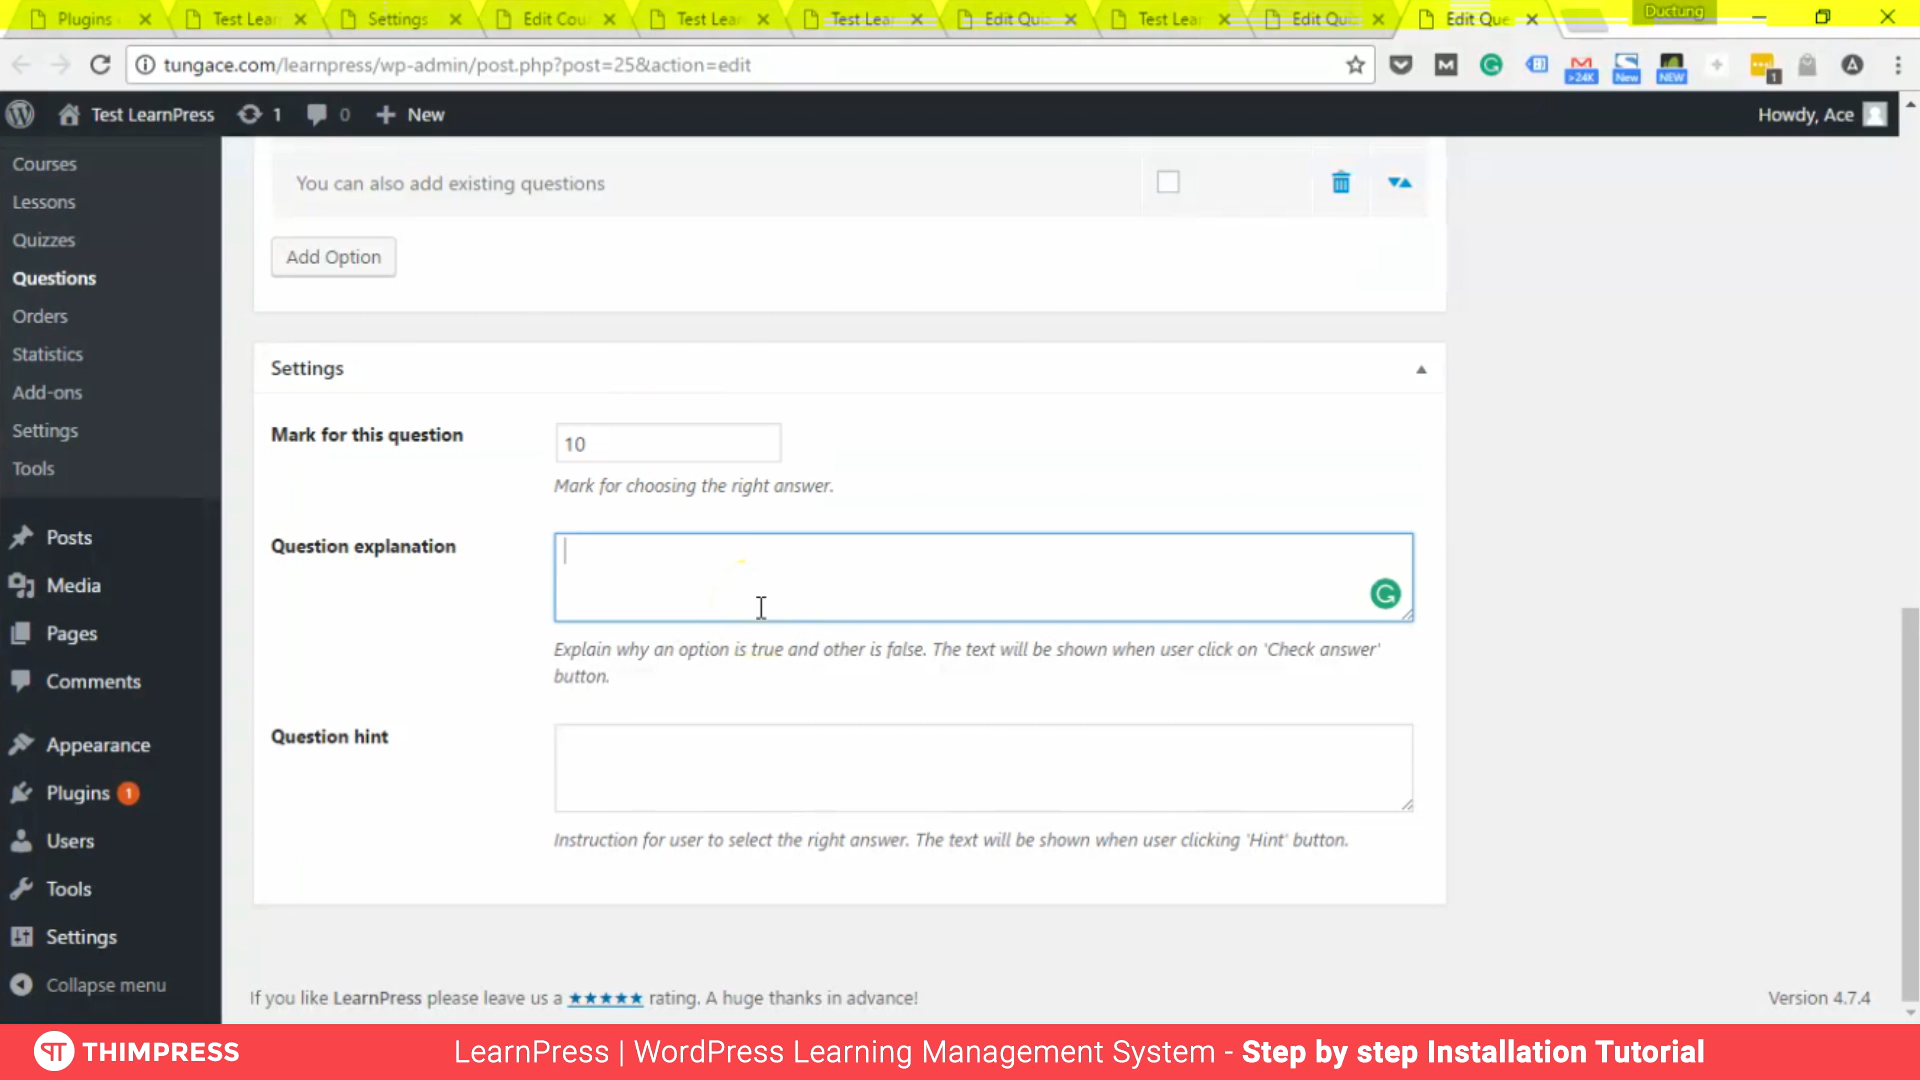 Plugins
Test Lear
Settings
Edit Cou
Test Lear
Test Lea
Edit Qui
Test Lear
Edit Qui
Edit Que
Ductung
tungace.com/learnpress/wp-admin/post.php?post=25&action=edit
>24K
New
NEW
1
Test LearnPress
1
0
New
Howdy, Ace
Courses
Lessons
Quizzes
Questions
Orders
Statistics
Add-ons
Settings
Tools
Posts
Media
Pages
Comments
Appearance
Plugins 1
Users
Tools
Settings
Collapse menu
You can also add existing questions
Add Option
Settings
Mark for this question
10
Mark for choosing the right answer.
Question explanation
Explain why an option is true and other is false. The text will be shown when user click on 'Check answer'
button.
Question hint
Instruction for user to select the right answer. The text will be shown when user clicking 'Hint' button.
If you like LearnPress please leave us a ★★★★★ rating. A huge thanks in advance!
Version 4.7.4
THIMPRESS
LearnPress | WordPress Learning Management System - Step by step Installation Tutorial